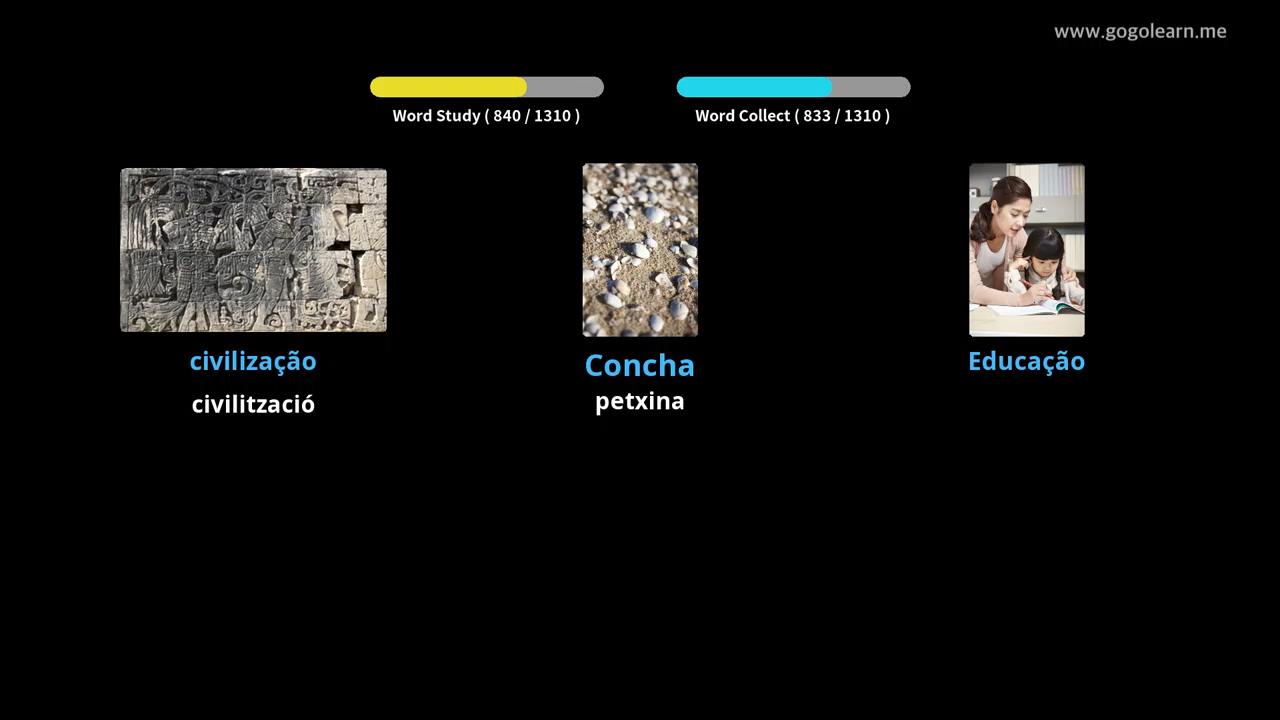 www.gogolearn.me
Word Study ( 840 / 1310 )
Word Collect ( 833 / 1310 )
civilização
Concha
Educação
civilització
petxina